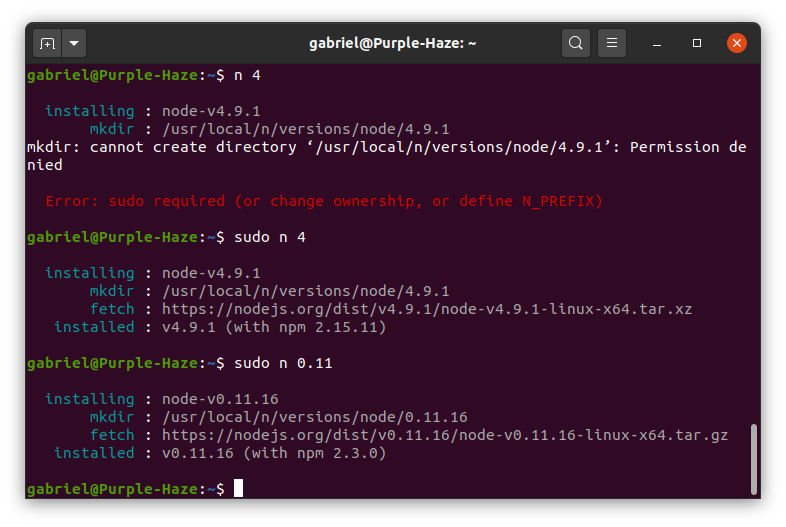 gabriel@Purple-Haze: ~
gabriel@Purple-Haze:~$ n 4
installing : node-v4.9.1
mkdir : /usr/local/n/versions/node/4.9.1
mkdir: cannot create directory ‘/usr/local/n/versions/node/4.9.1’: Permission de
nied
Error: sudo required (or change ownership, or define N_PREFIX)
gabriel@Purple-Haze:~$ sudo n 4
installing : node-v4.9.1
mkdir : /usr/local/n/versions/node/4.9.1
fetch : https://nodejs.org/dist/v4.9.1/node-v4.9.1-linux-x64.tar.xz
installed : v4.9.1 (with npm 2.15.11)
gabriel@Purple-Haze:~$ sudo n 0.11
installing : node-v0.11.16
mkdir : /usr/local/n/versions/node/0.11.16
fetch : https://nodejs.org/dist/v0.11.16/node-v0.11.16-linux-x64.tar.gz
installed : v0.11.16 (with npm 2.3.0)
gabriel@Purple-Haze:~$